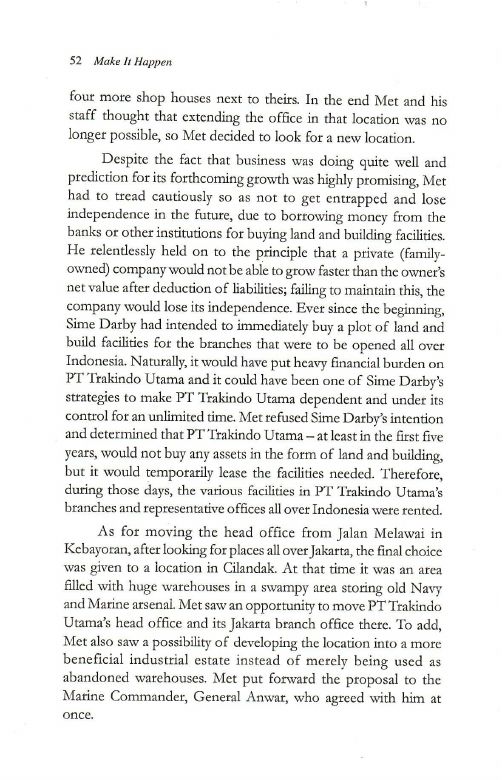 52 Make It Happen
four more shop houses next to theirs. In the end Met and his
staff thought that extending the office in that location was no
longer possible, so Met decided to look for a new location.
Despite the fact that business was doing quite well and
prediction for its forthcoming growth was highly promising, Met
had to tread cautiously so as not to get entrapped and lose
independence in the future, due to borrowing money from the
banks or other institutions for buying land and building facilities.
He relentlessly held on to the principle that a private (family-
owned) company would not be able to grow faster than the owner's
net value after deduction of liabilities; failing to maintain this, the
company would lose its independence. Ever since the beginning,
Sime Darby had intended to immediately buy a plot of land and
build facilities for the branches that were to be opened all over
Indonesia. Naturally, it would have put heavy financial burden on
PT Trakindo Utama and it could have been one of Sime Darby's
strategies to make PT Trakindo Utama dependent and under its
control for an unlimited time. Met refused Sime Darby's intention
and determined that PT Trakindo Utama – at least in the first five
years, would not buy any assets in the form of land and building,
but it would temporarily lease the facilities needed. Therefore,
during those days, the various facilities in PT Trakindo Utama's
branches and representative offices all over Indonesia were rented.
As for moving the head office from Jalan Melawai in
Kebayoran, after looking for places all over Jakarta, the final choice
was given to a location in Cilandak. At that time it was an area
filled with huge warehouses in a swampy area storing old Navy
and Marine arsenal. Met saw an opportunity to move PT Trakindo
Utama's head office and its Jakarta branch office there. To add,
Met also saw a possibility of developing the location into a more
beneficial industrial estate instead of merely being used as
abandoned warehouses. Met put forward the proposal to the
Marine Commander, General Anwar, who agreed with him at
once.